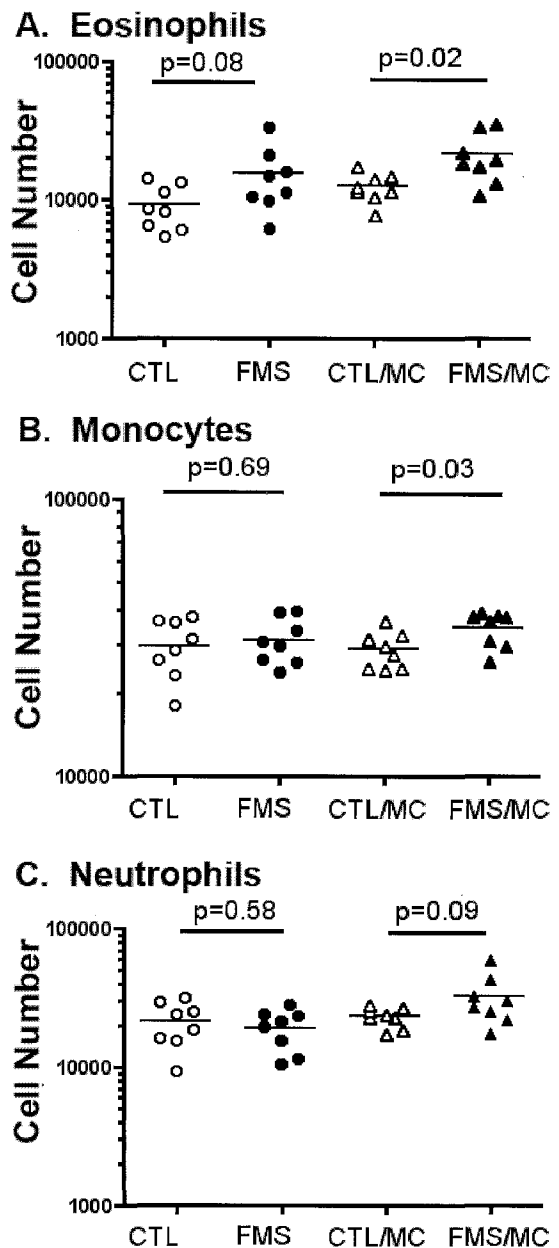 A. Eosinophils
p=0.08 p=0.02
100000
10000
1000
Cell Number
CTL FMS CTL/MC FMS/MC
B. Monocytes
p=0.69 p=0.03
100000
10000
Cell Number
CTL FMS CTL/MC FMS/MC
C. Neutrophils
p=0.58 p=0.09
100000
10000
1000
Cell Number
CTL FMS CTL/MC FMS/MC